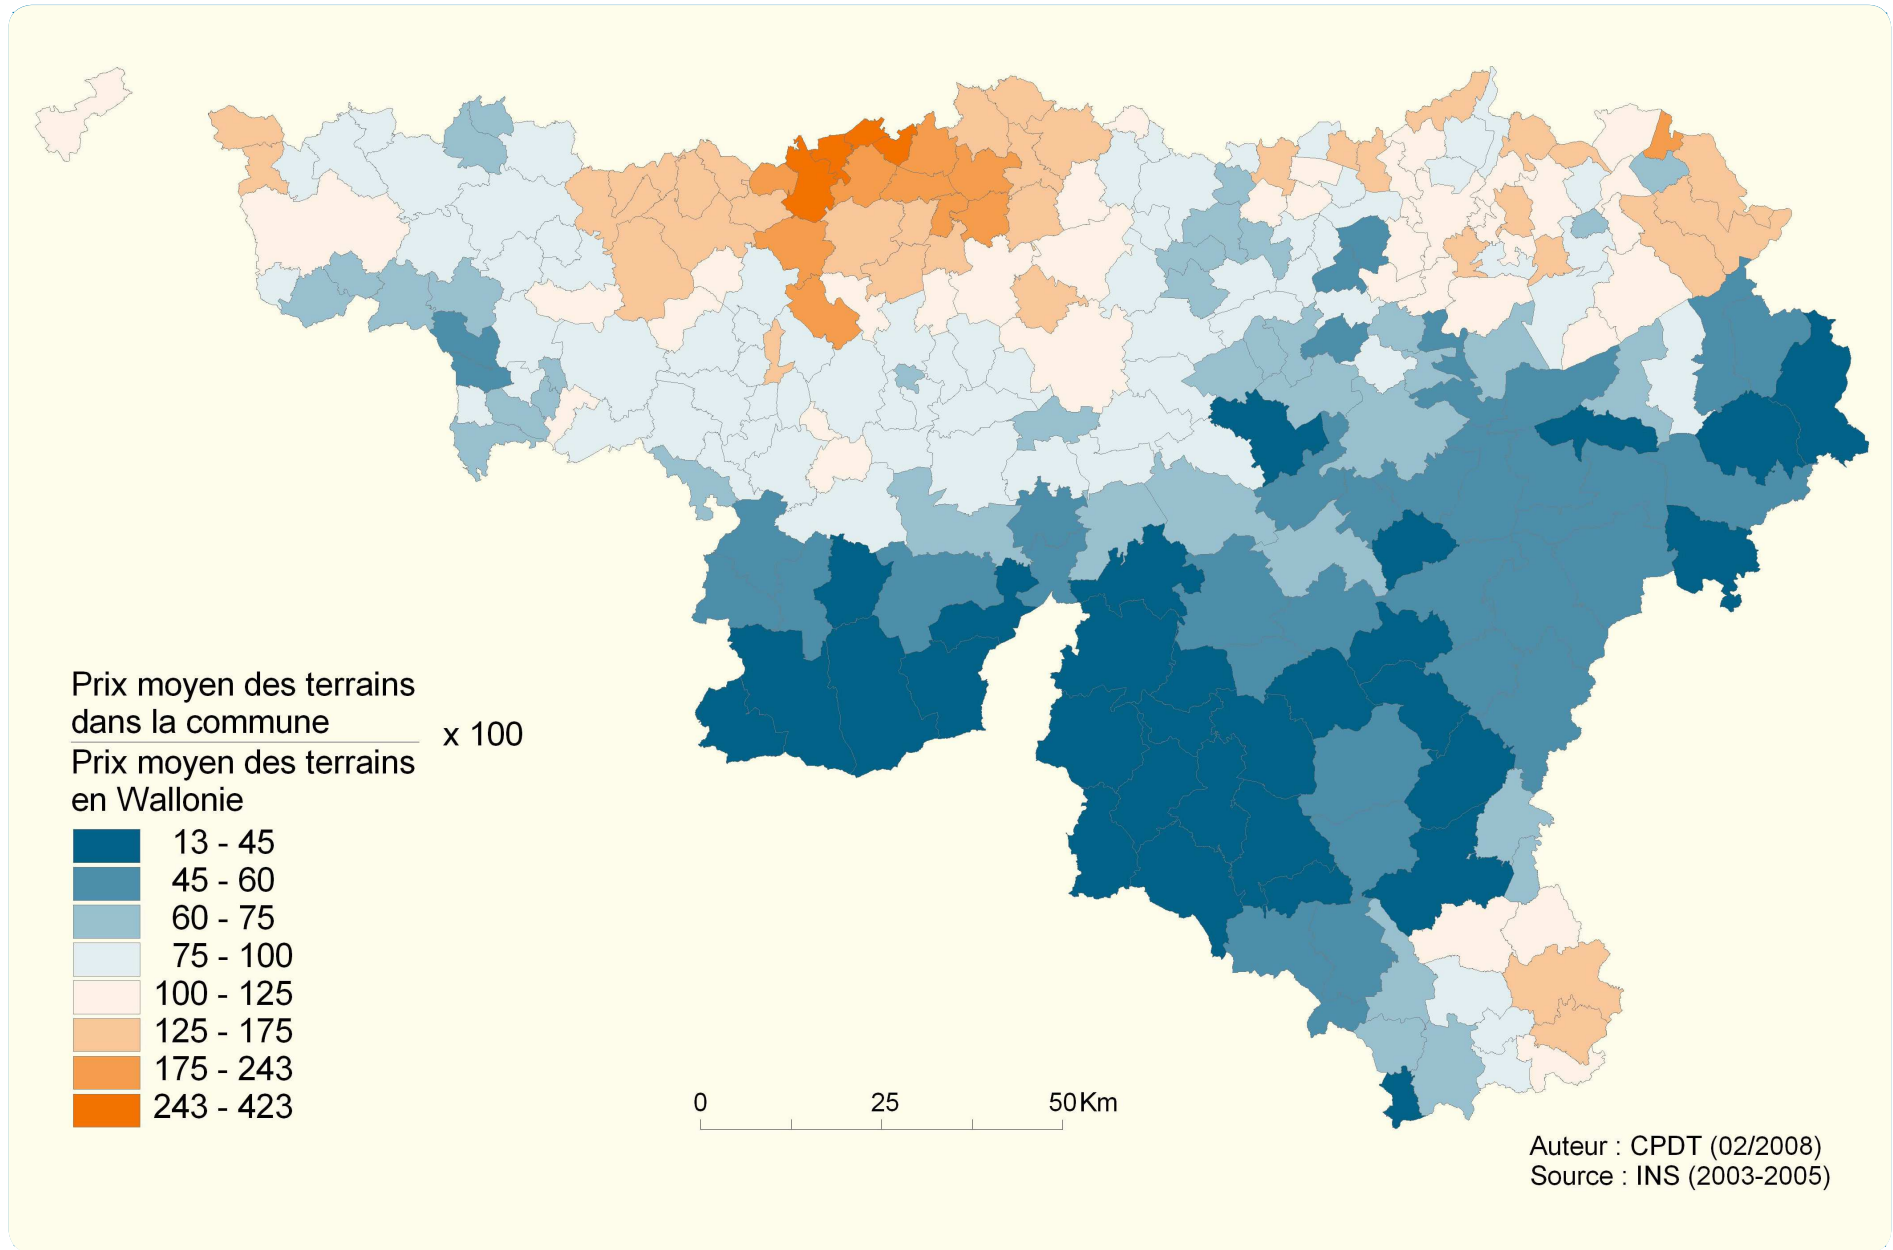 Prix moyen des terrains
dans la commune
x 100
Prix moyen des terrains
en Wallonie
13 - 45
45 - 60
60 - 75
75 - 100
100 - 125
125 - 175
175 - 243
243 - 423
0 25 50Km
Auteur : CPDT (02/2008)
Source : INS (2003-2005)